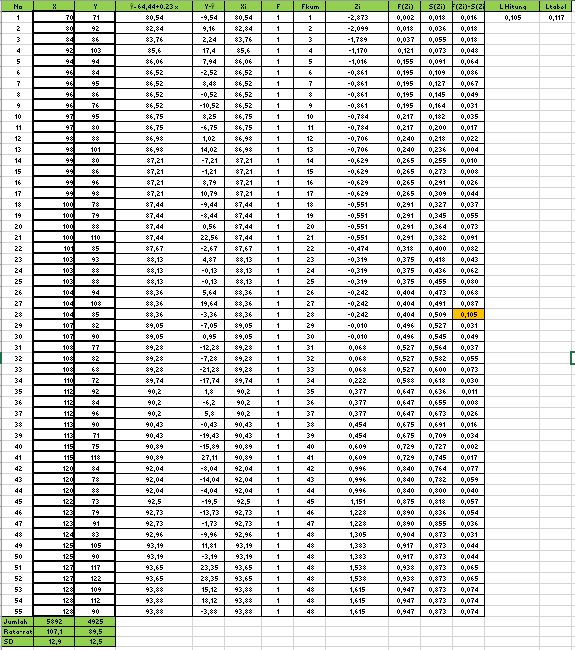 No X Y Ŷ=64,44+0.23 x Y-Ŷ Xi F Fkum Zi F(Zi) S(Zi) F(Zi)-S(Zi L Hitung L tabel
1 70 71 80,54 -9,54 80,54 1 1 -2,873 0,002 0,018 0,016 0,105 0,117
2 80 92 82,84 9,16 82,84 1 2 -2,099 0,018 0,036 0,018
3 84 86 83,76 2,24 83,76 1 3 -1,789 0,037 0,055 0,018
4 92 103 85,6 17,4 85,6 1 4 -1,170 0,121 0,073 0,048
5 94 94 86,06 7,94 86,06 1 5 -1,016 0,155 0,091 0,064
6 96 84 86,52 -2,52 86,52 1 6 -0,861 0,195 0,109 0,086
7 96 95 86,52 8,48 86,52 1 7 -0,861 0,195 0,127 0,067
8 96 86 86,52 -0,52 86,52 1 8 -0,861 0,195 0,145 0,049
9 96 76 86,52 -10,52 86,52 1 9 -0,861 0,195 0,164 0,031
10 97 95 86,75 8,25 86,75 1 10 -0,784 0,217 0,182 0,035
11 97 80 86,75 -6,75 86,75 1 11 -0,784 0,217 0,200 0,017
12 98 88 86,98 1,02 86,98 1 12 -0,706 0,240 0,218 0,022
13 98 101 86,98 14,02 86,98 1 13 -0,706 0,240 0,236 0,004
14 99 80 87,21 -7,21 87,21 1 14 -0,629 0,265 0,255 0,010
15 99 86 87,21 -1,21 87,21 1 15 -0,629 0,265 0,273 0,008
16 99 96 87,21 8,79 87,21 1 16 -0,629 0,265 0,291 0,026
17 99 98 87,21 10,79 87,21 1 17 -0,629 0,265 0,309 0,044
18 100 78 87,44 -9,44 87,44 1 18 -0,551 0,291 0,327 0,037
19 100 79 87,44 -8,44 87,44 1 19 -0,551 0,291 0,345 0,055
20 100 88 87,44 0,56 87,44 1 20 -0,551 0,291 0,364 0,073
21 100 110 87,44 22,56 87,44 1 21 -0,551 0,291 0,382 0,091
22 101 85 87,67 -2,67 87,67 1 22 -0,474 0,318 0,400 0,082
23 103 93 88,13 4,87 88,13 1 23 -0,319 0,375 0,418 0,043
24 103 88 88,13 -0,13 88,13 1 24 -0,319 0,375 0,436 0,062
25 103 88 88,13 -0,13 88,13 1 25 -0,319 0,375 0,455 0,080
26 104 94 88,36 5,64 88,36 1 26 -0,242 0,404 0,473 0,068
27 104 108 88,36 19,64 88,36 1 27 -0,242 0,404 0,491 0,087
28 104 85 88,36 -3,36 88,36 1 28 -0,242 0,404 0,509 0,105
29 107 82 89,05 -7,05 89,05 1 29 -0,010 0,496 0,527 0,031
30 107 90 89,05 0,95 89,05 1 30 -0,010 0,496 0,545 0,049
31 108 77 89,28 -12,28 89,28 1 31 0,068 0,527 0,564 0,037
32 108 82 89,28 -7,28 89,28 1 32 0,068 0,527 0,582 0,055
33 108 68 89,28 -21,28 89,28 1 33 0,068 0,527 0,600 0,073
34 110 72 89,74 -17,74 89,74 1 34 0,222 0,588 0,618 0,030
35 112 92 90,2 1,8 90,2 1 35 0,377 0,647 0,636 0,011
36 112 84 90,2 -6,2 90,2 1 36 0,377 0,647 0,655 0,008
37 112 96 90,2 5,8 90,2 1 37 0,377 0,647 0,673 0,026
38 113 90 90,43 -0,43 90,43 1 38 0,454 0,675 0,691 0,016
39 113 71 90,43 -19,43 90,43 1 39 0,454 0,675 0,709 0,034
40 115 75 90,89 -15,89 90,89 1 40 0,609 0,729 0,727 0,002
41 115 118 90,89 27,11 90,89 1 41 0,609 0,729 0,745 0,017
42 120 84 92,04 -8,04 92,04 1 42 0,996 0,840 0,764 0,077
43 120 78 92,04 -14,04 92,04 1 43 0,996 0,840 0,782 0,059
44 120 88 92,04 -4,04 92,04 1 44 0,996 0,840 0,800 0,040
45 122 73 92,5 -19,5 92,5 1 45 1,151 0,875 0,818 0,057
46 123 79 92,73 -13,73 92,73 1 46 1,228 0,890 0,836 0,054
47 123 91 92,73 -1,73 92,73 1 47 1,228 0,890 0,855 0,036
48 124 83 92,96 -9,96 92,96 1 48 1,305 0,904 0,873 0,031
49 125 105 93,19 11,81 93,19 1 48 1,383 0,917 0,873 0,044
50 125 90 93,19 -3,19 93,19 1 48 1,383 0,917 0,873 0,044
51 127 117 93,65 23,35 93,65 1 48 1,538 0,938 0,873 0,065
52 127 122 93,65 28,35 93,65 1 48 1,538 0,938 0,873 0,065
53 128 109 93,88 15,12 93,88 1 48 1,615 0,947 0,873 0,074
54 128 112 93,88 18,12 93,88 1 48 1,615 0,947 0,873 0,074
55 128 90 93,88 -3,88 93,88 1 48 1,615 0,947 0,873 0,074
Jumlah 5892 4925
Rata-rat 107,1 89,5
SD 12,9 12,5